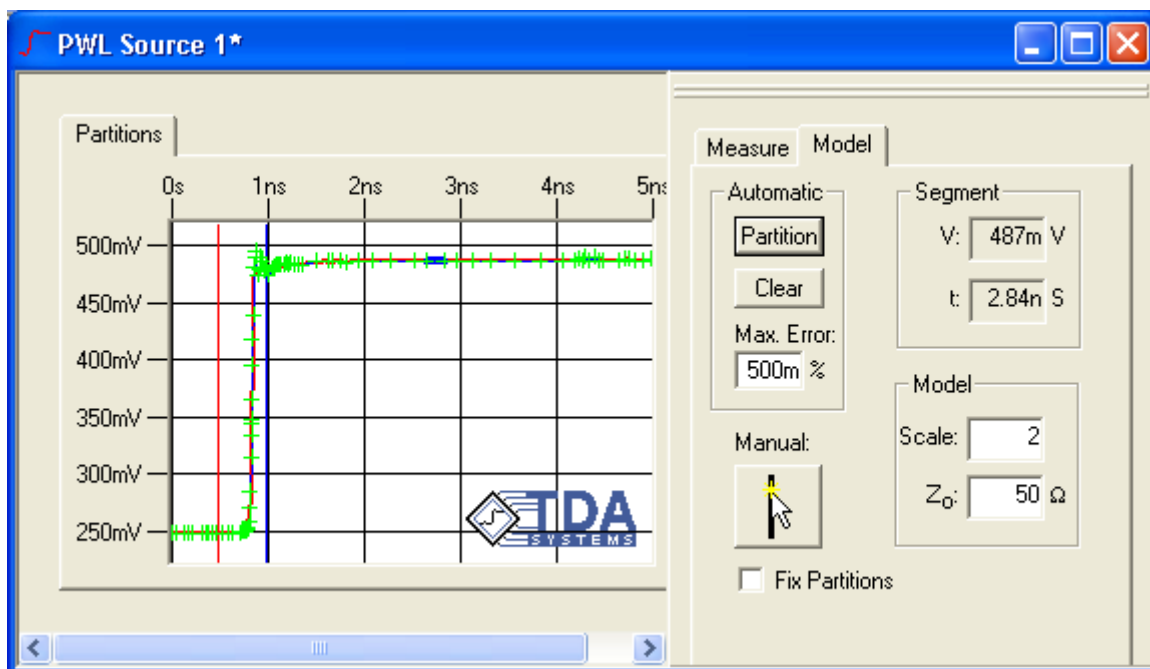 PWL Source 1*
Partitions
0s 1ns 2ns 3ns 4ns 5ns
500mV
450mV
400mV
350mV
300mV
250mV
TDA
SYSTEMS
Measure Model
Automatic
Partition
Clear
Max. Error:
500m %
Manual:
Fix Partitions
Segment
V: 487m V
t: 2.84n S
Model
Scale: 2
Zo: 50 Ω